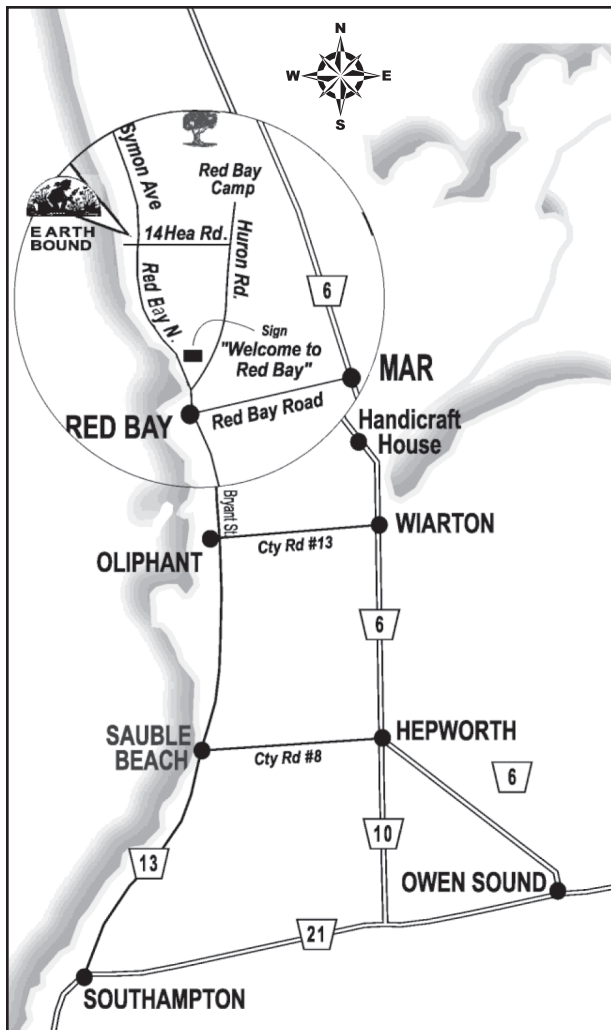 N
W
E
S
Symon Ave
Red Bay
Camp
EARTH
BOUND
14Hea Rd.
Huron Rd.
Red Bay N.
6
Sign
"Welcome to
Red Bay"
MAR
RED BAY
Red Bay Road
Handicraft
House
Bryant St.
WIARTON
OLIPHANT
Cty Rd #13
6
SAUBLE
BEACH
HEPWORTH
Cty Rd #8
6
10
13
OWEN SOUND
21
SOUTHAMPTON